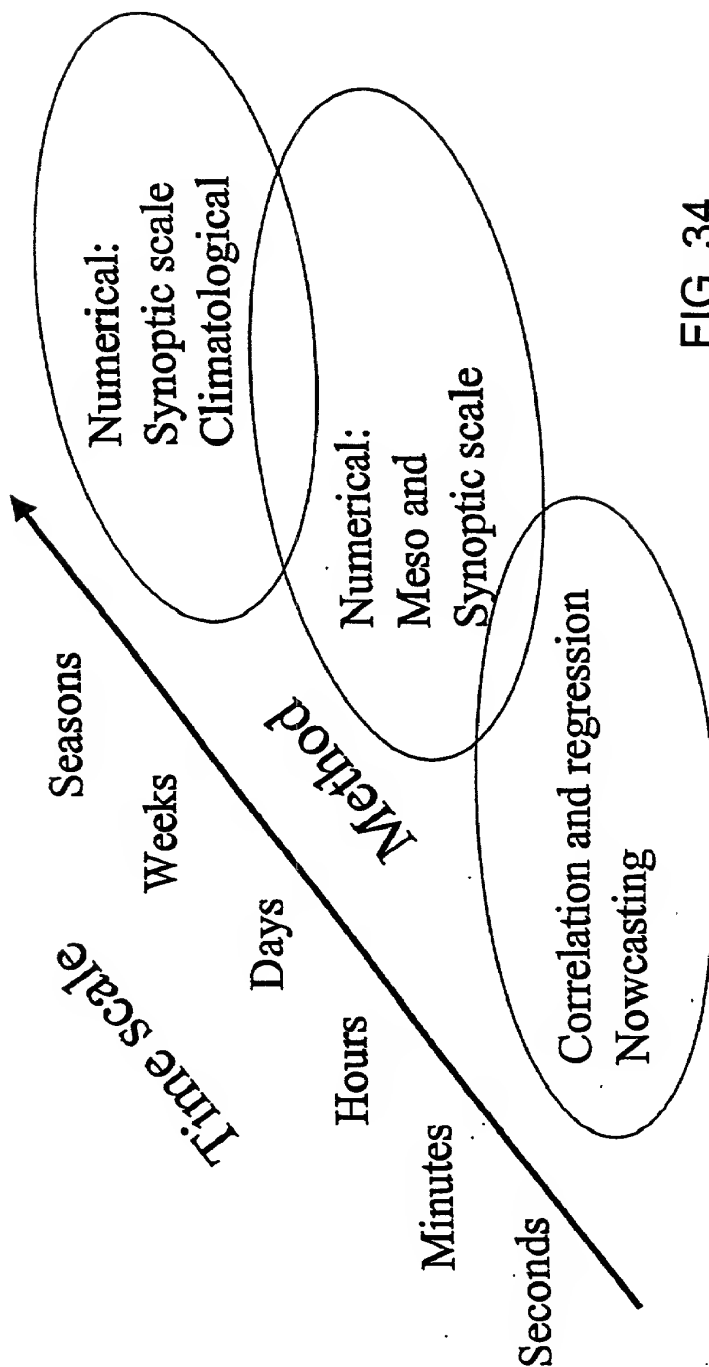 Time scale
Seconds
Minutes
Hours
Days
Weeks
Seasons
Method
Correlation and regression
Nowcasting
Numerical:
Meso and
Synoptic scale
Numerical:
Synoptic scale
Climatological
FIG. 34